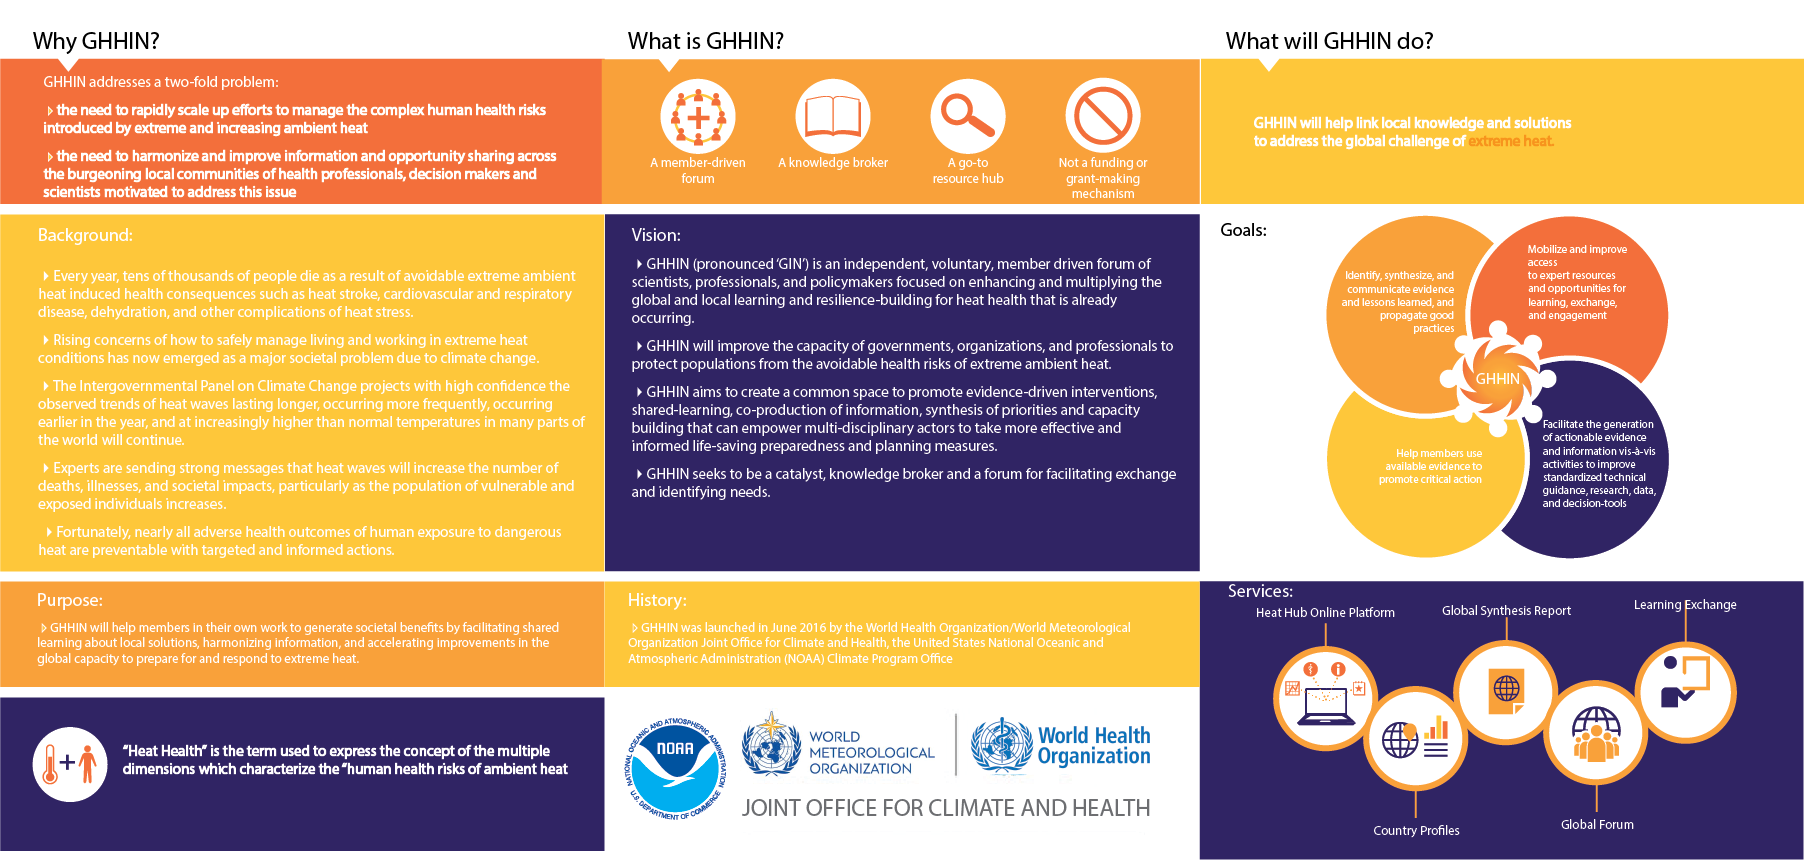 Why GHHIN?
GHHIN addresses a two-fold problem:
the need to rapidly scale up efforts to manage the complex human health risks
introduced by extreme and increasing ambient heat
the need to harmonize and improve information and opportunity sharing across
the burgeoning local communities of health professionals, decision makers and
scientists motivated to address this issue
Background:
Every year, tens of thousands of people die as a result of avoidable extreme ambient
heat induced health consequences such as heat stroke, cardiovascular and respiratory
disease, dehydration, and other complications of heat stress.
Rising concerns of how to safely manage living and working in extreme heat
conditions has now emerged as a major societal problem due to climate change.
The Intergovernmental Panel on Climate Change projects with high confidence the
observed trends of heat waves lasting longer, occurring more frequently, occurring
earlier in the year, and at increasingly higher than normal temperatures in many parts of
the world will continue.
Experts are sending strong messages that heat waves will increase the number of
deaths, illnesses, and societal impacts, particularly as the population of vulnerable and
exposed individuals increases.
Fortunately, nearly all adverse health outcomes of human exposure to dangerous
heat are preventable with targeted and informed actions.
Purpose:
GHHIN will help members in their own work to generate societal benefits by facilitating shared
learning about local solutions, harmonizing information, and accelerating improvements in the
global capacity to prepare for and respond to extreme heat.
“Heat Health” is the term used to express the concept of the multiple
dimensions which characterize the “human health risks of ambient heat
What is GHHIN?
A member-driven
forum
A knowledge broker
A go-to
resource hub
Not a funding or
grant-making
mechanism
Vision:
GHHIN (pronounced ‘GIN’) is an independent, voluntary, member driven forum of
scientists, professionals, and policymakers focused on enhancing and multiplying the
global and local learning and resilience-building for heat health that is already
occurring.
GHHIN will improve the capacity of governments, organizations, and professionals to
protect populations from the avoidable health risks of extreme ambient heat.
GHHIN aims to create a common space to promote evidence-driven interventions,
shared-learning, co-production of information, synthesis of priorities and capacity
building that can empower multi-disciplinary actors to take more effective and
informed life-saving preparedness and planning measures.
GHHIN seeks to be a catalyst, knowledge broker and a forum for facilitating exchange
and identifying needs.
History:
GHHIN was launched in June 2016 by the World Health Organization/World Meteorological
Organization Joint Office for Climate and Health, the United States National Oceanic and
Atmospheric Administration (NOAA) Climate Program Office
NATIONAL OCEANIC AND ATMOSPHERIC ADMINISTRATION
NOAA
U.S. DEPARTMENT OF COMMERCE
WORLD
METEOROLOGICAL
ORGANIZATION
World Health
Organization
JOINT OFFICE FOR CLIMATE AND HEALTH
What will GHHIN do?
GHHIN will help link local knowledge and solutions
to address the global challenge of extreme heat.
Goals:
Identify, synthesize, and
communicate evidence
and lessons learned, and
propagate good
practices
Mobilize and improve
access
to expert resources
and opportunities for
learning, exchange,
and engagement
GHHIN
Help members use
available evidence to
promote critical action
Facilitate the generation
of actionable evidence
and information vis-à-vis
activities to improve
standardized technical
guidance, research, data,
and decision-tools
Services:
Heat Hub Online Platform
Global Synthesis Report
Learning Exchange
Country Profiles
Global Forum